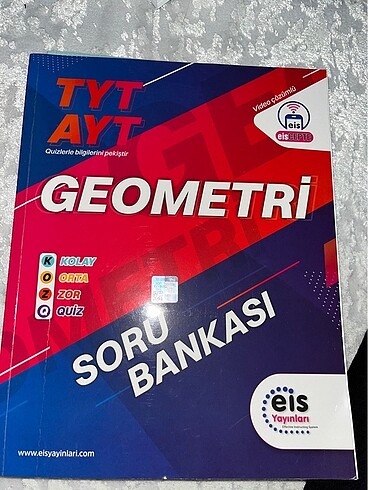 TYT
AYT
Quizlerle bilgilerini pekiştir
Video çözümlü
eis
eisCEPTE
GEOMETRİ
K KOLAY
O ORTA
Z ZOR
Q QUİZ
SORU
BANKASI
eis
Yayınları
www.eisyayinlari.com